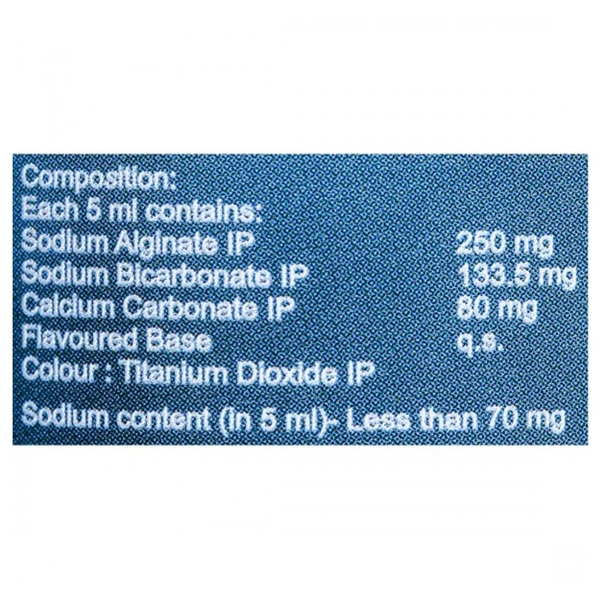 Composition:
Each 5 ml contains:
Sodium Alginate IP 250 mg
Sodium Bicarbonate IP 133.5 mg
Calcium Carbonate IP 80 mg
Flavoured Base q.s.
Colour : Titanium Dioxide IP
Sodium content (in 5 ml)- Less than 70 mg